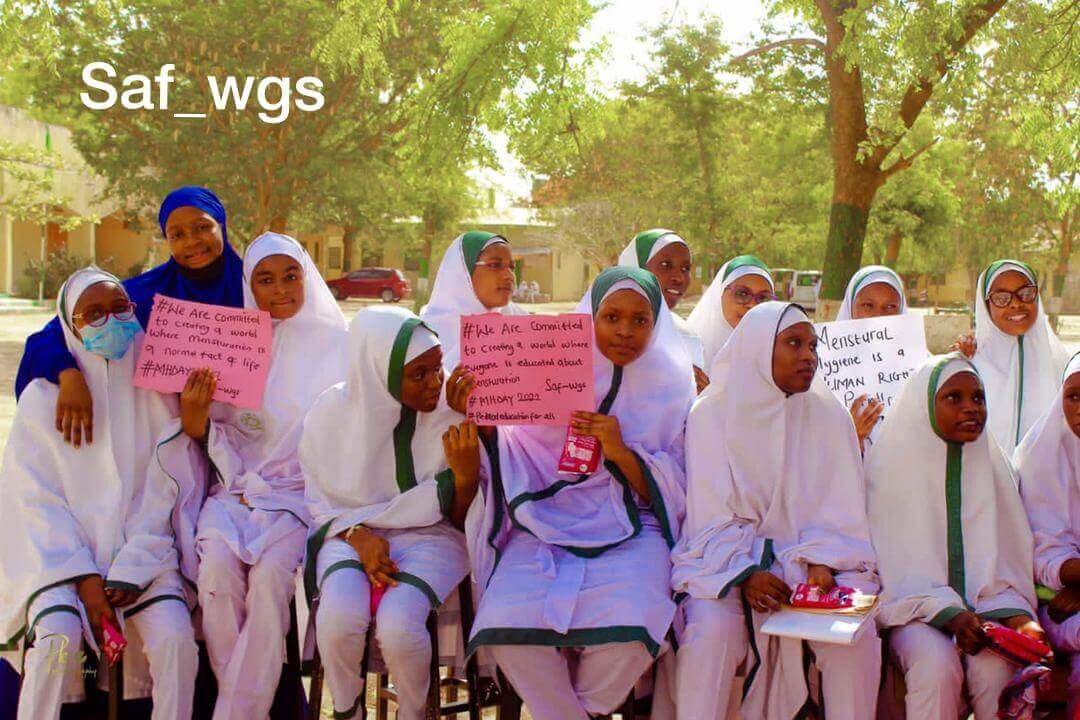 Saf_wgs
#We Are Committed
to creating a world
Where Menstruation is
a normal fact of life
#MHDAY 2022
Saf-wgs
#We Are Committed
to Creating a world where
everyone is educated about
Menstruation Saf-wgs
#MHDAY 2022
#Period education for all
Menstural
Hygiene is a
HUMAN RIGHT